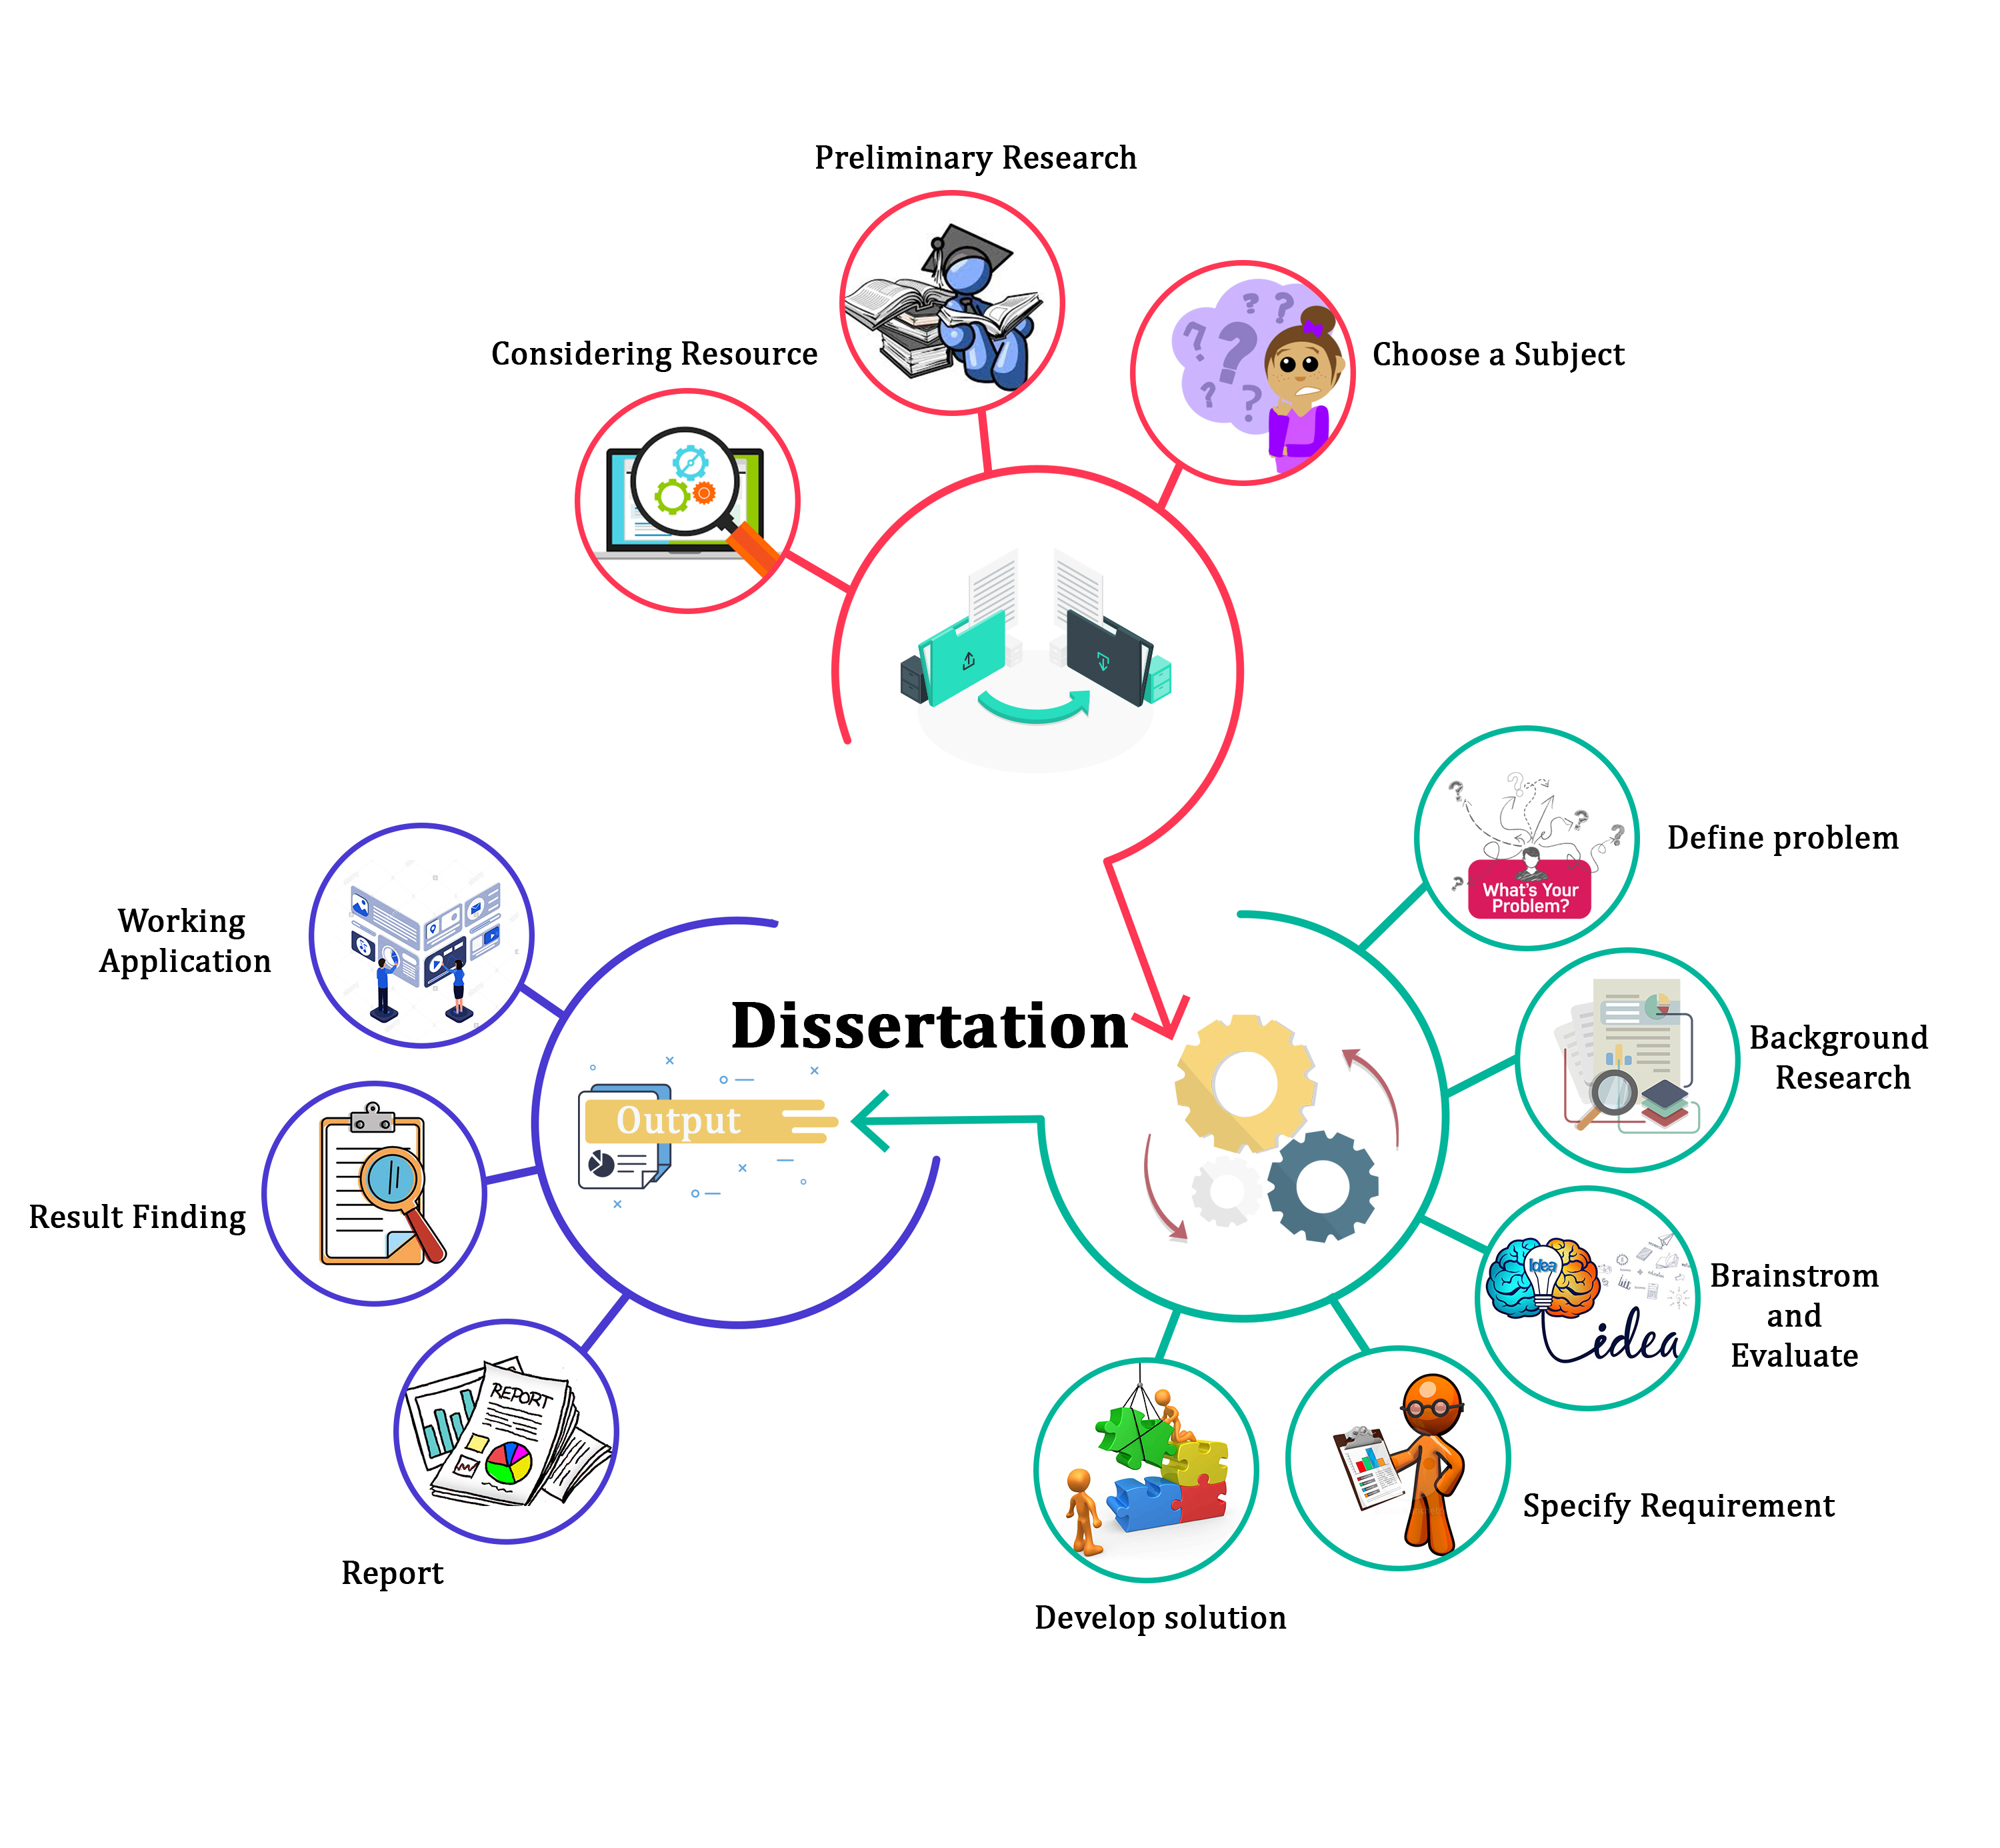 Preliminary Research
Considering Resource
Choose a Subject
Define problem
What's Your
Problem?
Working
Application
Dissertation
Background
Research
Output
Result Finding
Idea
idea
Brainstrom
and
Evaluate
REPORT
Specify Requirement
Report
Develop solution